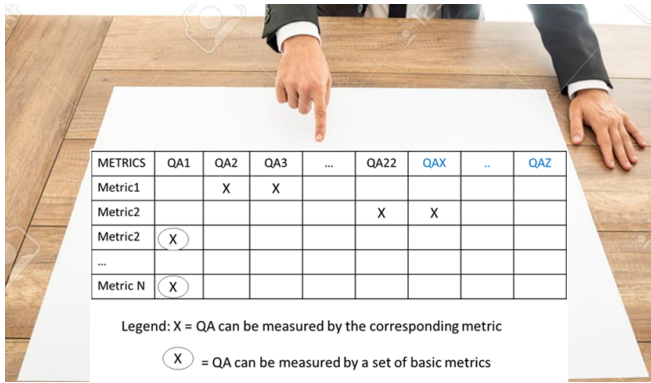 METRICS QA1 QA2 QA3 ... QA22 QAX .. QAZ
Metric1 X X
Metric2 X X
Metric2 X
...
Metric N X
Legend: X = QA can be measured by the corresponding metric
X = QA can be measured by a set of basic metrics